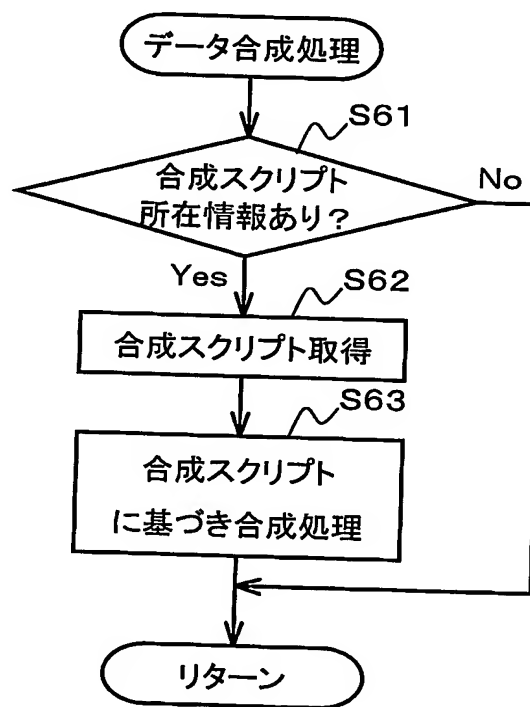 データ合成処理
S61
合成スクリプト
所在情報あり?
No
Yes
S62
合成スクリプト取得
S63
合成スクリプト
に基づき合成処理
リターン